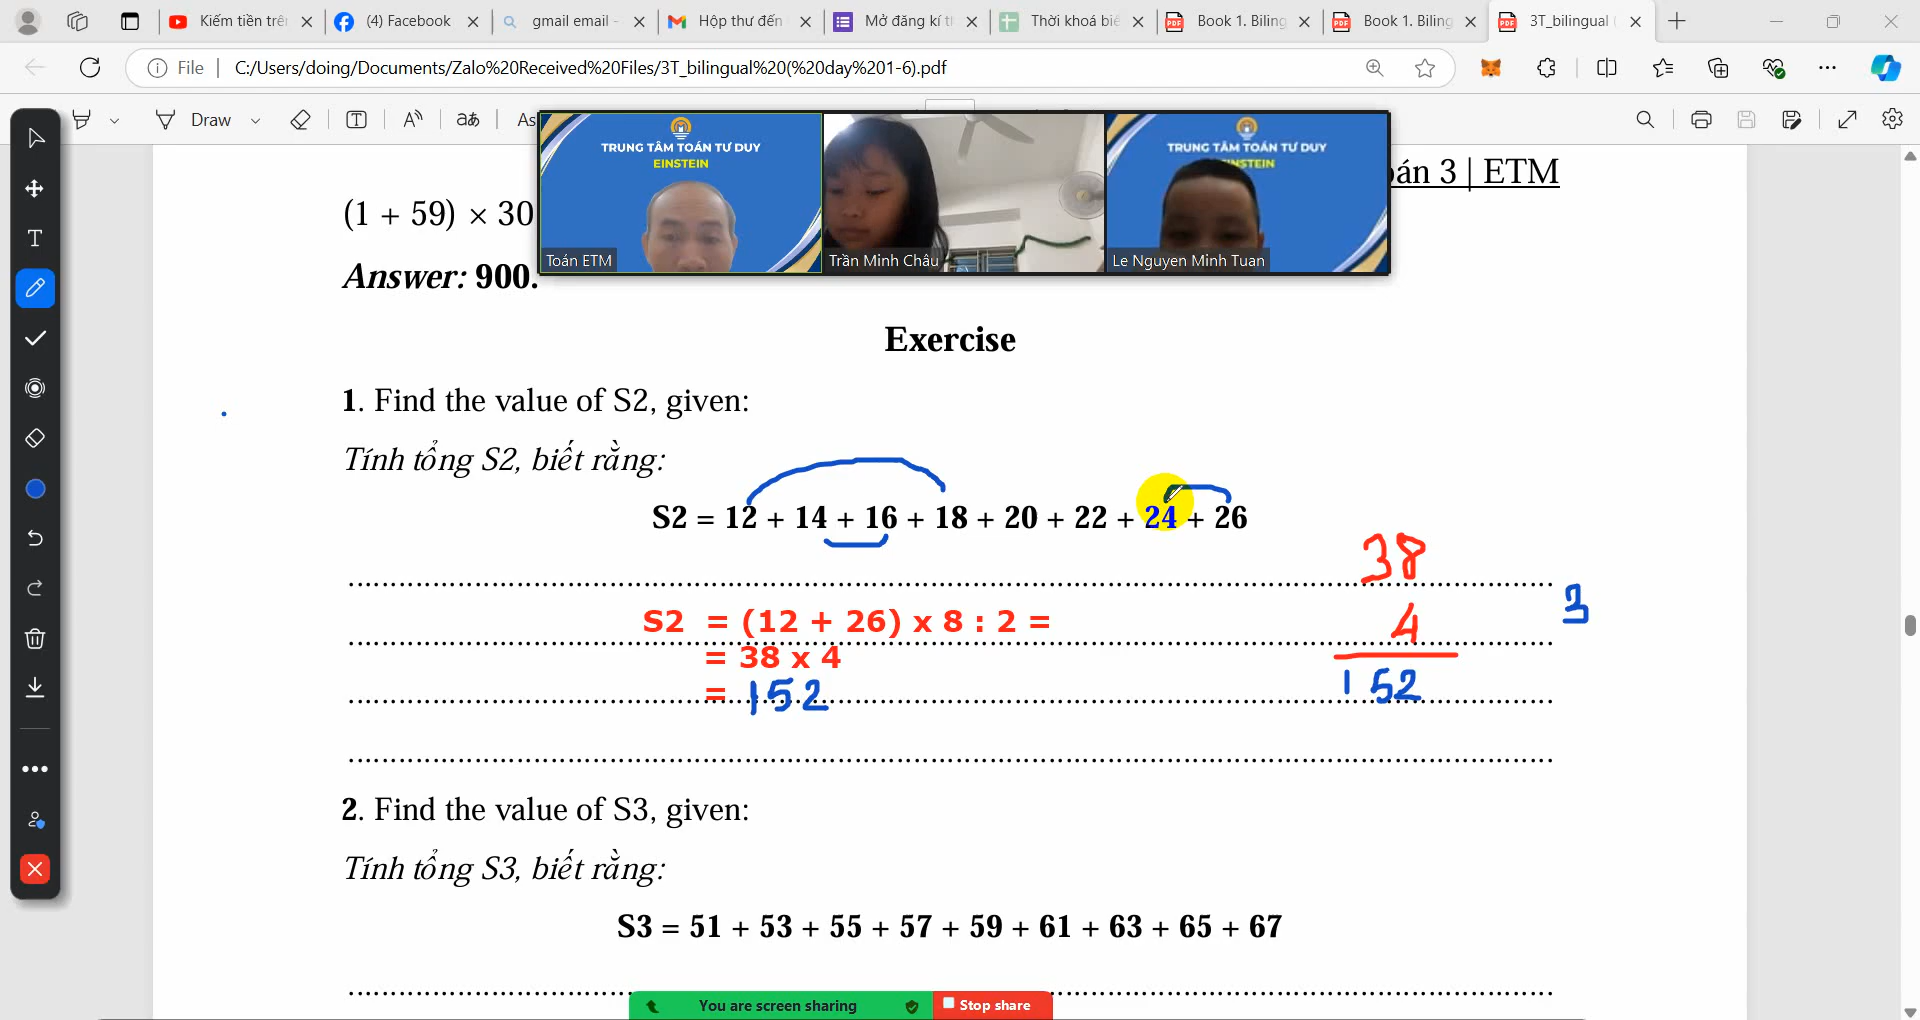 Kiếm tiền trê
(4) Facebook
gmail email -
Hộp thư đến
Mở đăng kí t
Thời khoá biể
Book 1. Biling
Book 1. Biling
3T_bilingual
File
C:/Users/doing/Documents/Zalo%20Received%20Files/3T_bilingual%20(%20day%201-6).pdf
Draw
As
TRUNG TÂM TOÁN TƯ DUY
EINSTEIN
Toán ETM
Trần Minh Châu
TRUNG TÂM TOÁN TƯ DUY
EINSTEIN
Le Nguyen Minh Tuan
oán 3 | ETM
(1 + 59) × 30
Answer: 900.
Exercise
1. Find the value of S2, given:
Tính tổng S2, biết rằng:
S2 = 12 + 14 + 16 + 18 + 20 + 22 + 24 + 26
38
4
152
3
S2 = (12 + 26) x 8 : 2 =
= 38 x 4
= 152
2. Find the value of S3, given:
Tính tổng S3, biết rằng:
S3 = 51 + 53 + 55 + 57 + 59 + 61 + 63 + 65 + 67
You are screen sharing
Stop share